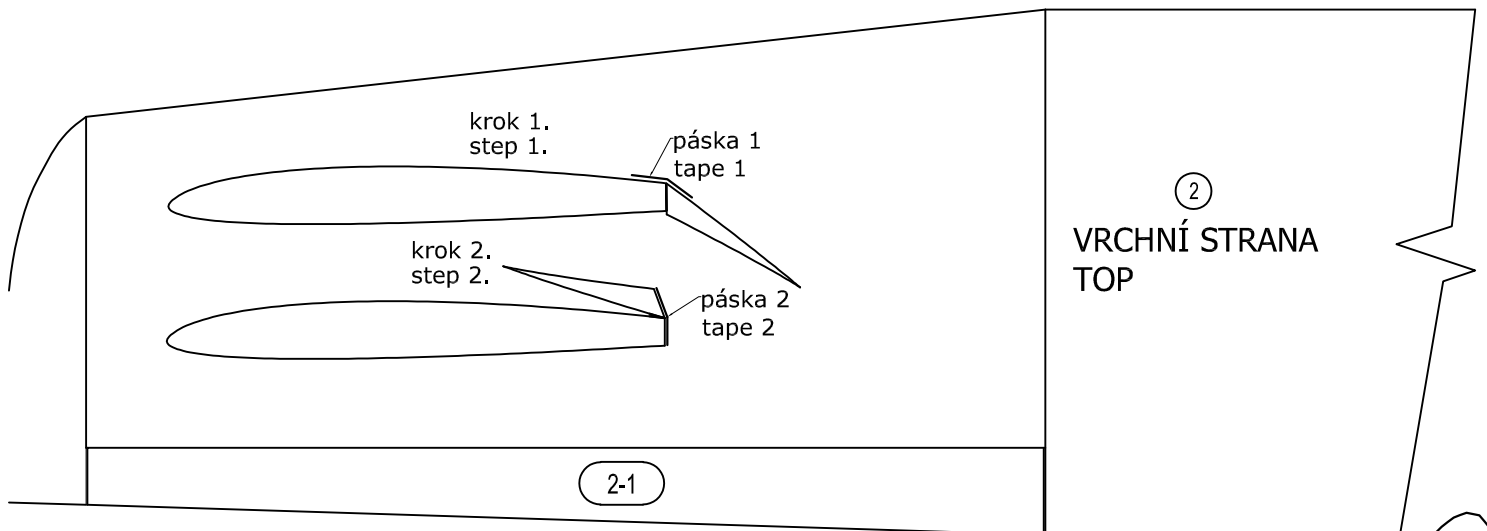 krok 1.
step 1.
páska 1
tape 1
krok 2.
step 2.
páska 2
tape 2
2
VRCHNÍ STRANA
TOP
2-1